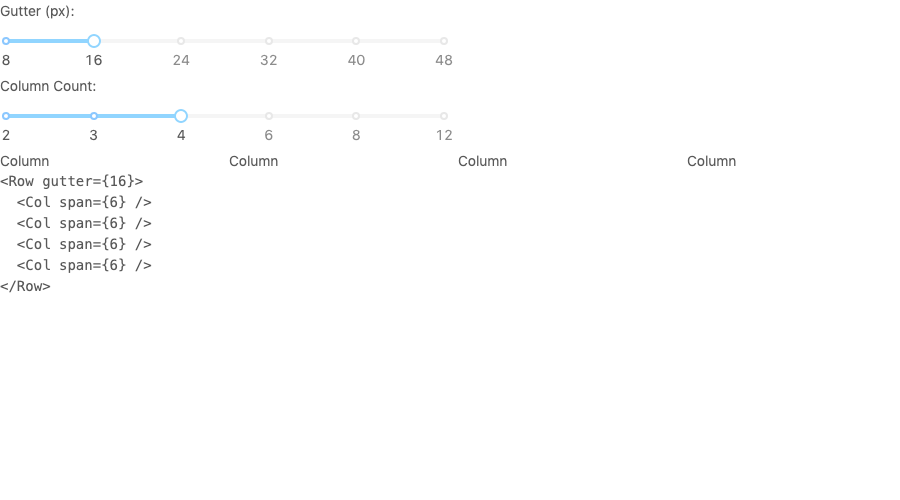 Gutter (px):
8 16 24 32 40 48
Column Count:
2 3 4 6 8 12
Column Column Column Column
<Row gutter={16}>
  <Col span={6} />
  <Col span={6} />
  <Col span={6} />
  <Col span={6} />
</Row>